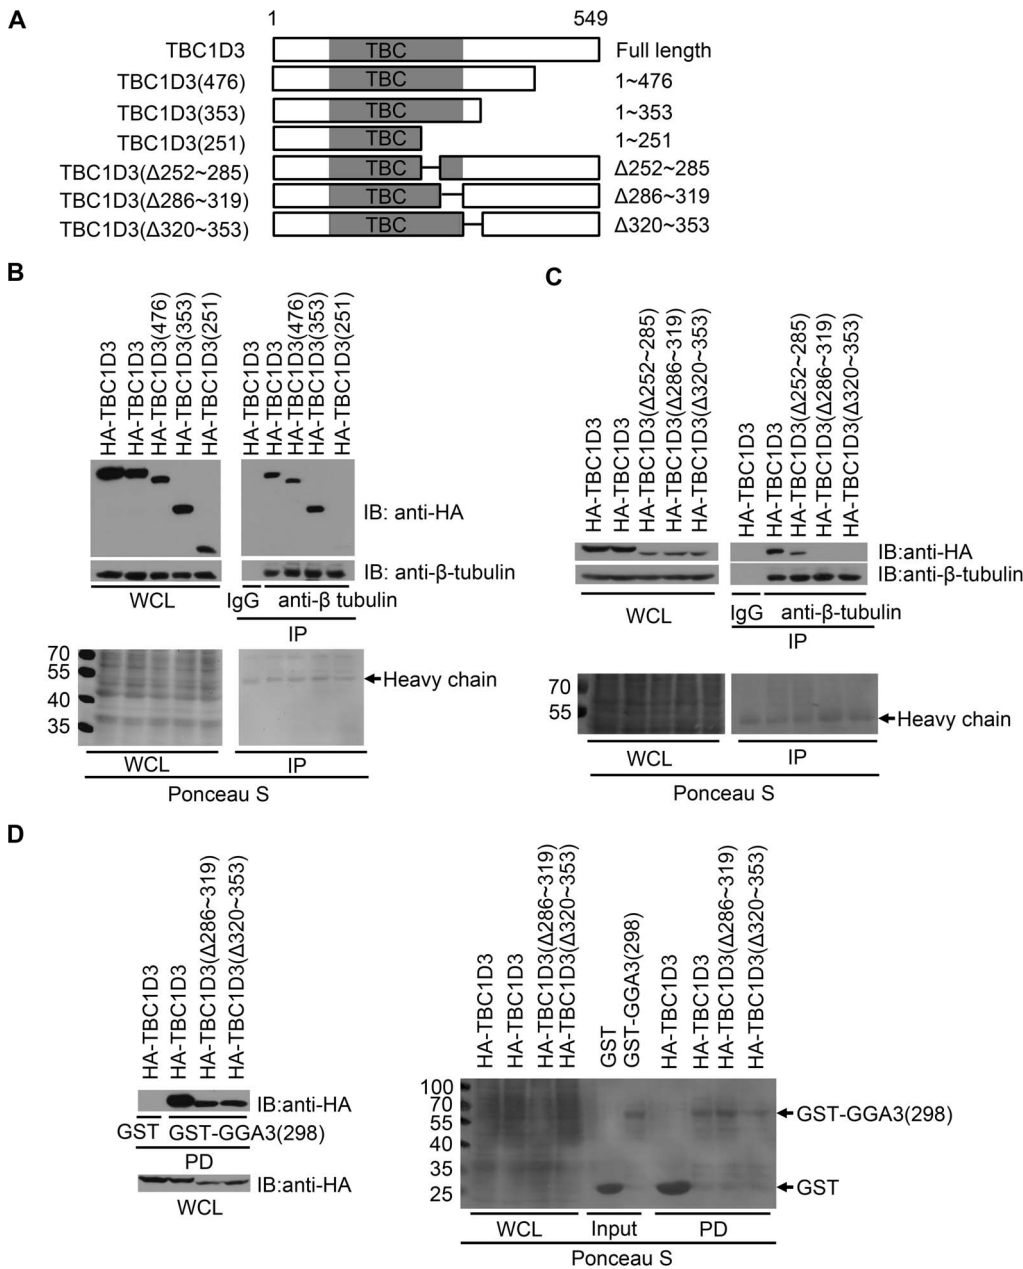 A
1 549
TBC1D3 TBC Full length
TBC1D3(476) TBC 1~476
TBC1D3(353) TBC 1~353
TBC1D3(251) TBC 1~251
TBC1D3(Δ252~285) TBC Δ252~285
TBC1D3(Δ286~319) TBC Δ286~319
TBC1D3(Δ320~353) TBC Δ320~353
B
HA-TBC1D3
HA-TBC1D3
HA-TBC1D3(476)
HA-TBC1D3(353)
HA-TBC1D3(251)
HA-TBC1D3
HA-TBC1D3
HA-TBC1D3(476)
HA-TBC1D3(353)
HA-TBC1D3(251)
IB: anti-HA
IB: anti-β-tubulin
WCL IgG anti-β tubulin
IP
70
55
40
35
Heavy chain
WCL IP
Ponceau S
C
HA-TBC1D3
HA-TBC1D3
HA-TBC1D3(Δ252~285)
HA-TBC1D3(Δ286~319)
HA-TBC1D3(Δ320~353)
HA-TBC1D3
HA-TBC1D3
HA-TBC1D3(Δ252~285)
HA-TBC1D3(Δ286~319)
HA-TBC1D3(Δ320~353)
IB:anti-HA
IB:anti-β-tubulin
WCL IgG anti-β-tubulin
IP
70
55
Heavy chain
WCL IP
Ponceau S
D
HA-TBC1D3
HA-TBC1D3
HA-TBC1D3(Δ286~319)
HA-TBC1D3(Δ320~353)
IB:anti-HA
GST GST-GGA3(298)
PD
IB:anti-HA
WCL
HA-TBC1D3
HA-TBC1D3
HA-TBC1D3(Δ286~319)
HA-TBC1D3(Δ320~353)
GST
GST-GGA3(298)
HA-TBC1D3
HA-TBC1D3
HA-TBC1D3(Δ286~319)
HA-TBC1D3(Δ320~353)
100
70
55
40
35
25
GST-GGA3(298)
GST
WCL Input PD
Ponceau S